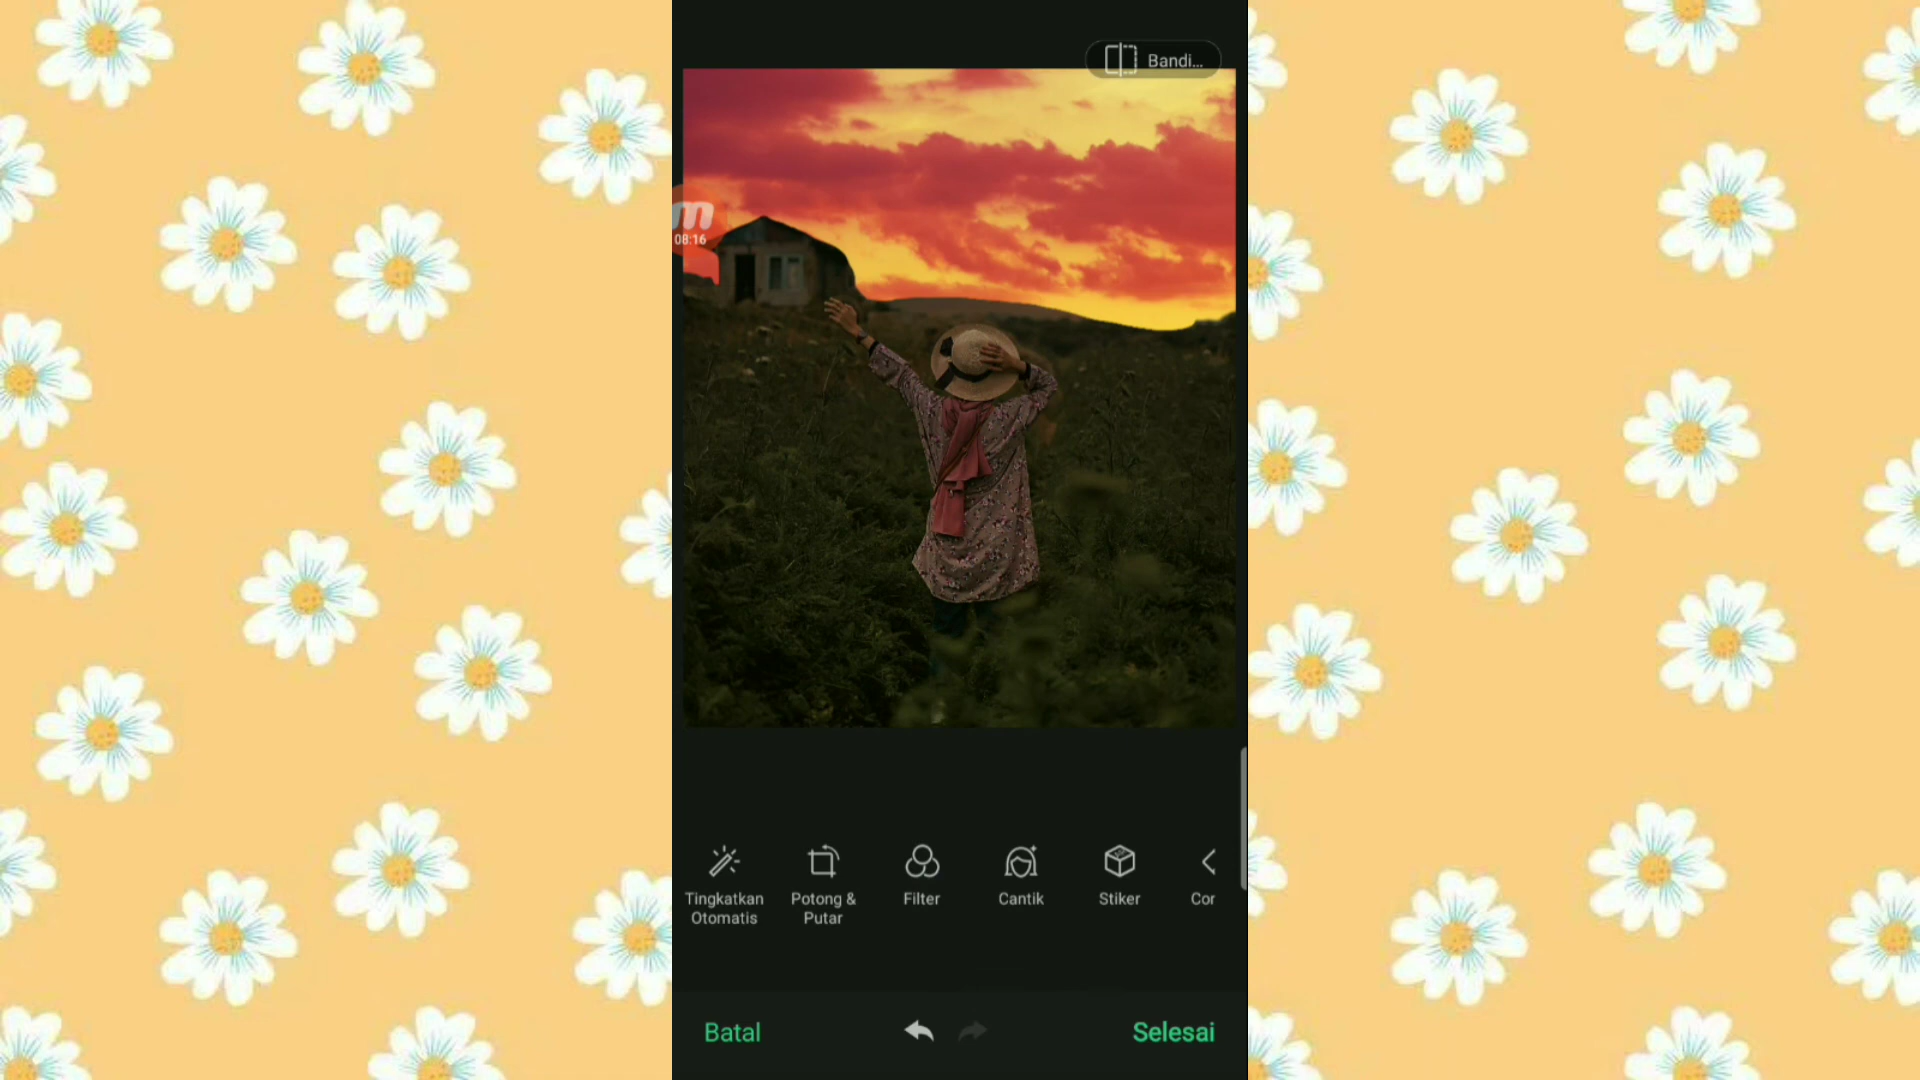 Bandi...
m
08:16
Tingkatkan
Otomatis
Potong &
Putar
Filter
Cantik
Stiker
Cor
Batal
Selesai